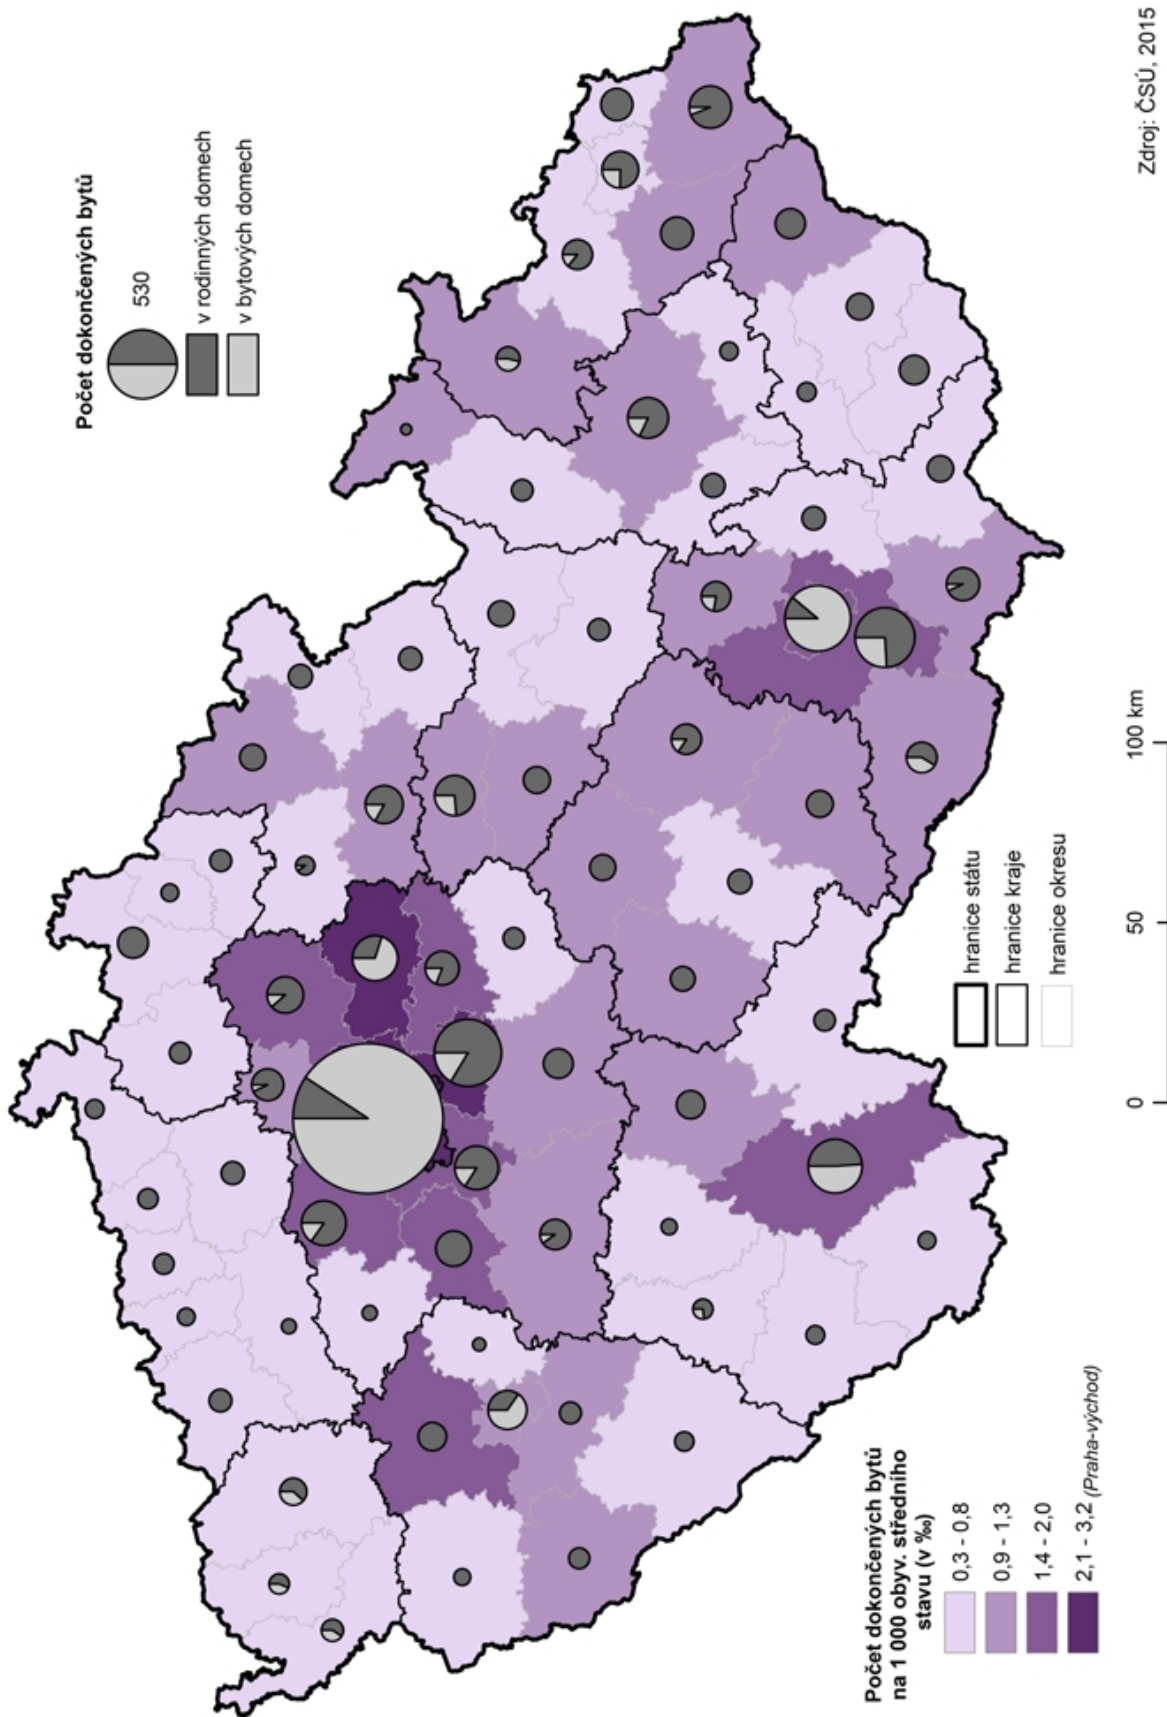 Počet dokončených bytů
530
v rodinných domech
v bytových domech
Počet dokončených bytů
na 1 000 obyv. středního
stavu (v ‰)
0,3 - 0,8
0,9 - 1,3
1,4 - 2,0
2,1 - 3,2 (Praha-východ)
hranice státu
hranice kraje
hranice okresu
0 50 100 km
Zdroj: ČSÚ, 2015